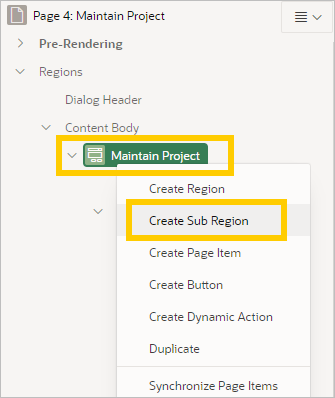 Page 4: Maintain Project
Pre-Rendering
Regions
Dialog Header
Content Body
Maintain Project
Create Region
Create Sub Region
Create Page Item
Create Button
Create Dynamic Action
Duplicate
Synchronize Page Items